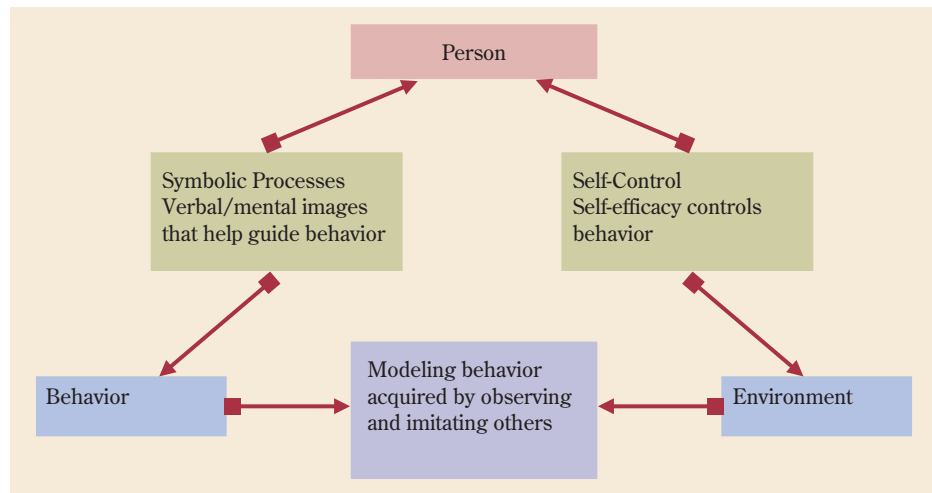 Person
Symbolic Processes
Verbal/mental images
that help guide behavior
Self-Control
Self-efficacy controls
behavior
Behavior
Modeling behavior
acquired by observing
and imitating others
Environment